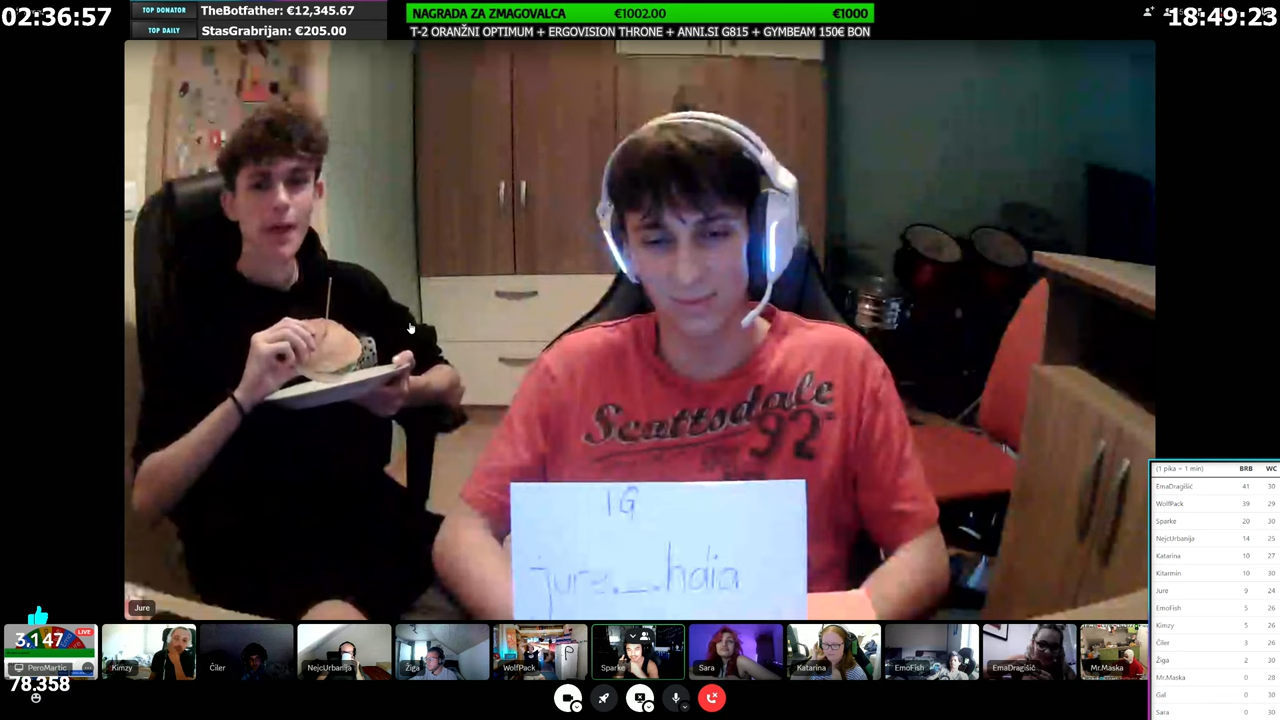 02:36:57
TOP DONATOR TheBotfather: €12,345.67
TOP DAILY StasGrabrijan: €205.00
NAGRADA ZA ZMAGOVALCA €1002.00 €1000
T-2 ORANŽNI OPTIMUM + ERGOVISION THRONE + ANNI.SI G815 + GYMBEAM 150€ BON
18:49:23
Scottsdale
92
IG
jure.__.hdia
Jure
(1 pika ~ 1 min) BRB WC
EmaDragišić 41 30
WolfPack 39 29
Sparke 20 30
NejcUrbanija 14 25
Katarina 10 27
Kitarmin 10 30
Jure 9 24
EmoFish 5 26
Kimzy 5 26
Čiler 3 26
Žiga 2 30
Mr.Maska 0 28
Gal 0 30
Sara 0 30
3.147 LIVE
PeroMartic
Kimzy
Čiler
NejcUrbanija
Žiga
WolfPack
P
Sparke
Sara
Katarina
EmoFish
EmaDragišić
Mr.Maska
78.358